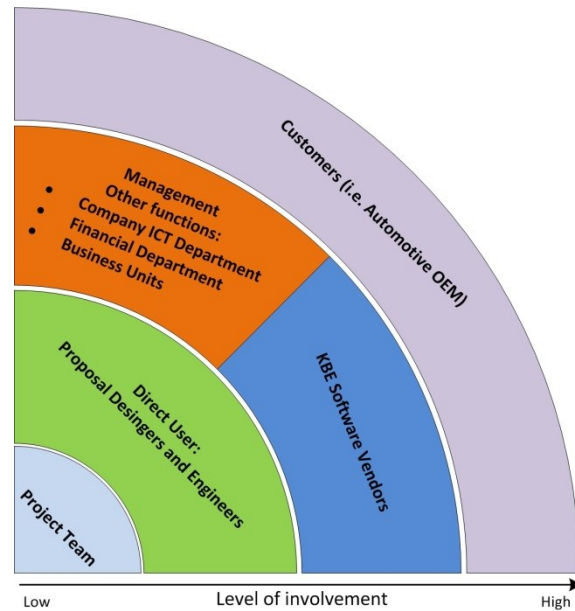 Customers (i.e. Automotive OEM)
Management
Other functions:
• Company ICT Department
• Financial Department
• Business Units
KBE Software Vendors
Direct User:
Proposal Desingers and Engineers
Project Team
Low
Level of involvement
High